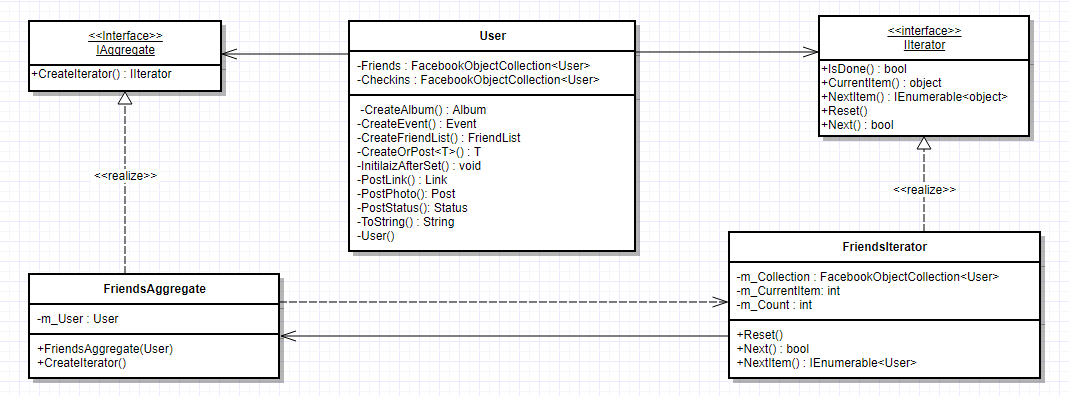 <<Interface>>
IAggregate
+CreateIterator() : IIterator
User
-Friends : FacebookObjectCollection<User>
-Checkins : FacebookObjectCollection<User>
-CreateAlbum() : Album
-CreateEvent() : Event
-CreateFriendList() : FriendList
-CreateOrPost<T>() : T
-InitilaizAfterSet() : void
-PostLink() : Link
-PostPhoto(): Post
-PostStatus(): Status
-ToString() : String
-User()
<<Interface>>
IIterator
+IsDone() : bool
+CurrentItem() : object
+NextItem() : IEnumerable<object>
+Reset()
+Next() : bool
<<realize>>
<<realize>>
FriendsAggregate
-m_User : User
+FriendsAggregate(User)
+CreateIterator()
FriendsIterator
-m_Collection : FacebookObjectCollection<User>
-m_CurrentItem: int
-m_Count : int
+Reset()
+Next() : bool
+NextItem() : IEnumerable<User>